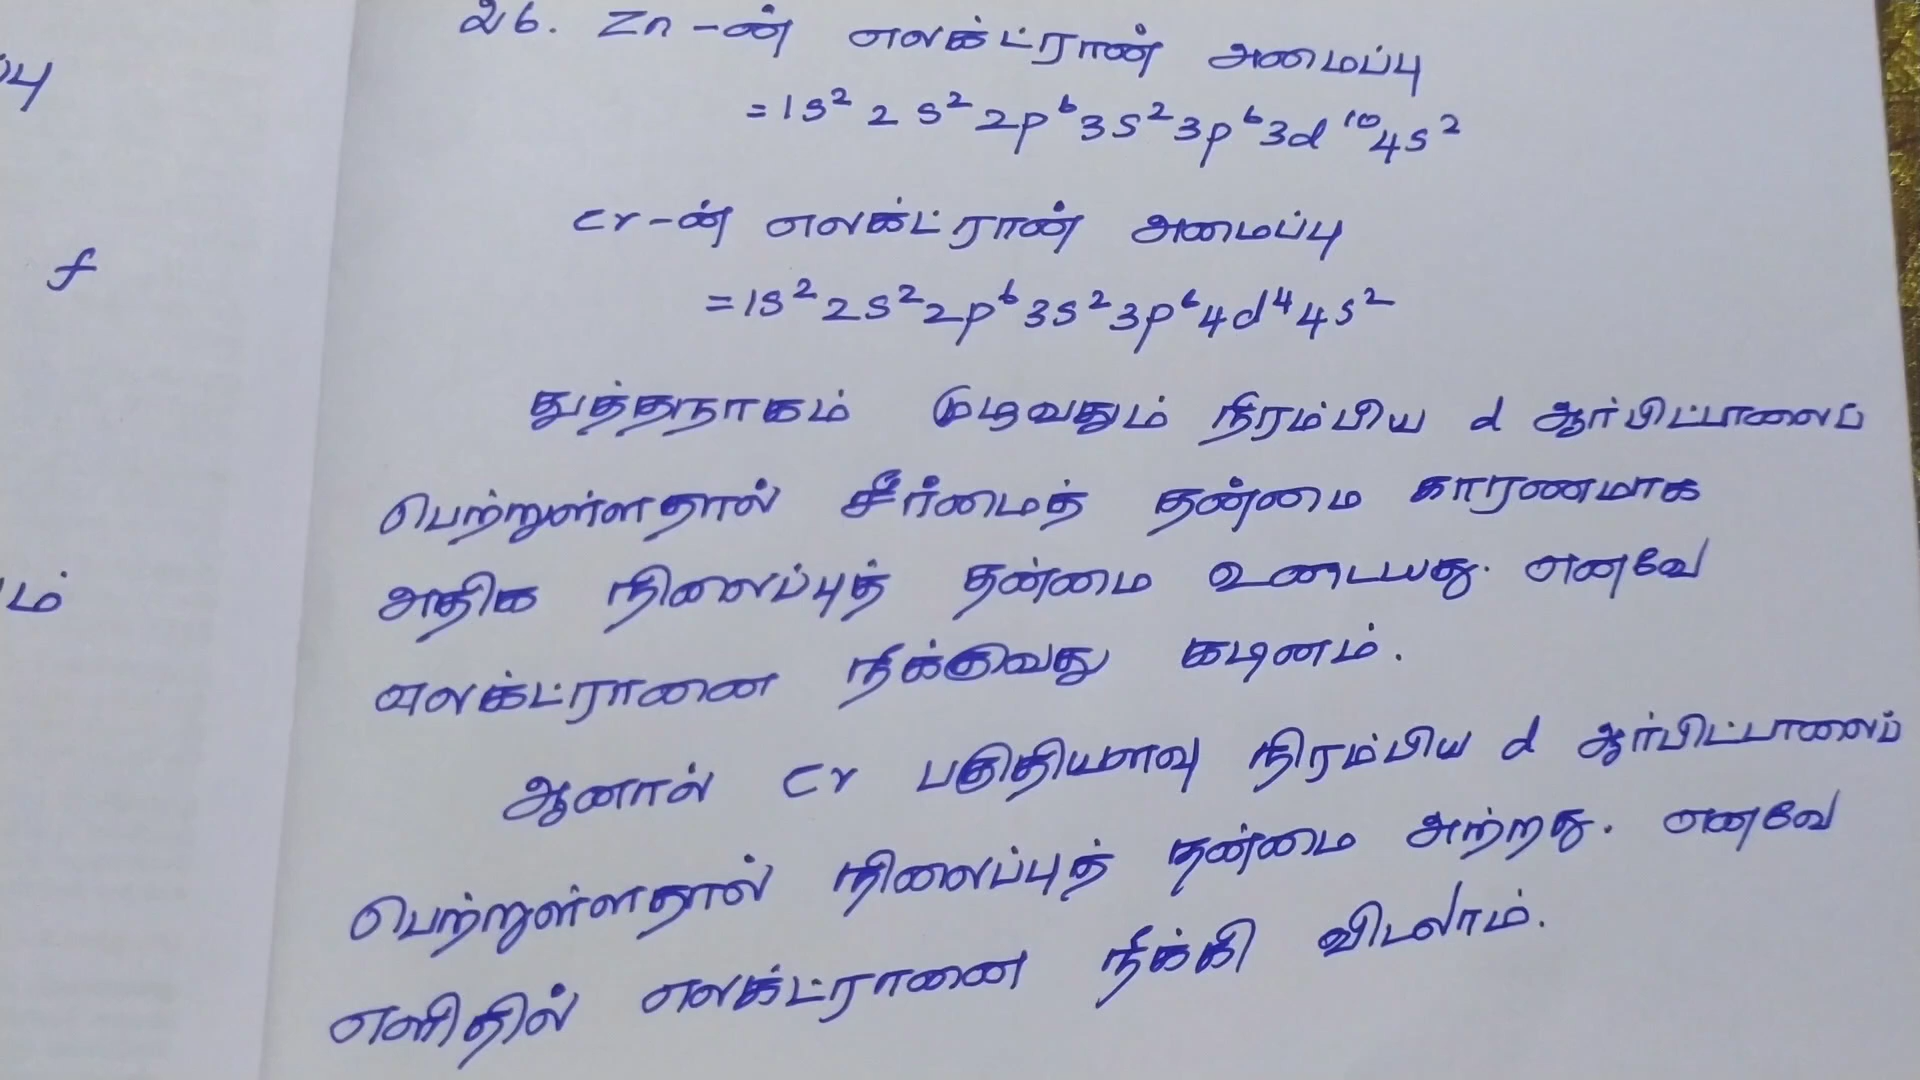 26. Zn-ன் எலக்ட்ரான் அமைப்பு
= 1s² 2s² 2p⁶ 3s² 3p⁶ 3d¹⁰ 4s²
Cr-ன் எலக்ட்ரான் அமைப்பு
= 1s² 2s² 2p⁶ 3s² 3p⁶ 4d⁴ 4s²
துத்தநாகம் முழுவதும் நிரம்பிய d ஆர்பிட்டாலைப்
பெற்றுள்ளதால் சீர்மைத் தன்மை காரணமாக
அதிக நிலைப்புத் தன்மை உடையது. எனவே
எலக்ட்ரானை நீக்குவது கடினம்.
ஆனால் Cr பகுதியளவு நிரம்பிய d ஆர்பிட்டாலைப்
பெற்றுள்ளதால் நிலைப்புத் தன்மை அற்றது. எனவே
எளிதில் எலக்ட்ரானை நீக்கி விடலாம்.
ப்பு
f
ம்